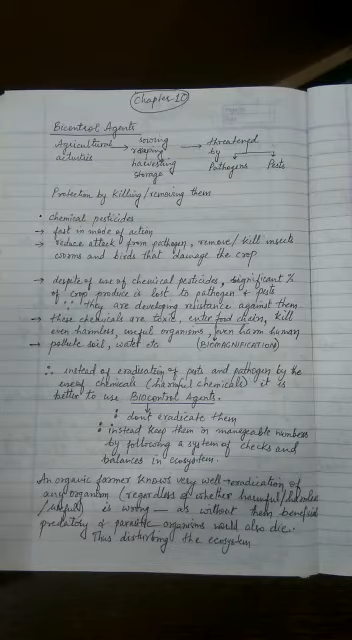 Chapter-10
Biocontrol Agents
Agricultural activities → sowing reaping harvesting storage → threatened by
Pathogens Pests
Protection by Killing/removing them
• chemical pesticides
→ fast in mode of action
→ reduce attack from pathogen, remove/kill insects
worms and birds that damage the crop
→ despite of use of chemical pesticides, significant %
of crop produce is lost to pathogen & pests
∵ They are developing resistance against them
→ these chemicals are toxic, enter food chain, kill
even harmless, useful organisms, even harm human
→ pollute soil, water etc. (BIOMAGNIFICATION)
∴ instead of eradication of pests and pathogen by the
use of chemicals (harmful chemicals) it is
better to use Biocontrol Agents.
• don't eradicate them
• instead keep them in manageable numbers
by following a system of checks and
balances in ecosystem.
An organic farmer knows very well-eradication of
any organism (regardless of whether harmful/harmless
/useful) is wrong — as without them beneficial
predatory & parasitic organisms would also die.
Thus disturbing the ecosystem